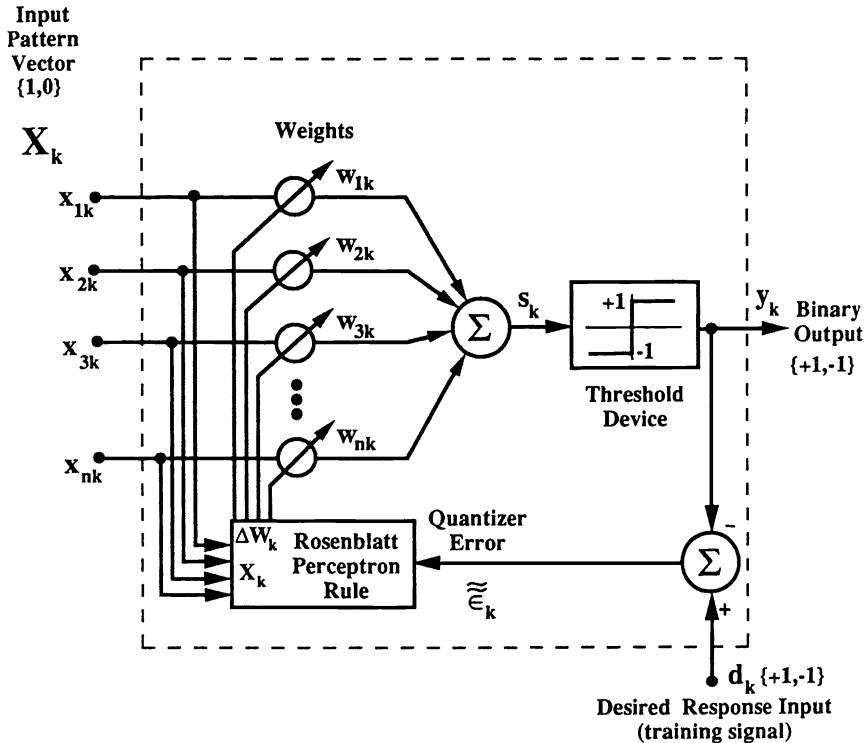 Input
Pattern
Vector
{1,0}
X_k
Weights
x_1k
w_1k
x_2k
w_2k
x_3k
w_3k
x_nk
w_nk
Σ
s_k
+1
-1
Threshold
Device
y_k
Binary
Output
{+1,-1}
ΔW_k
X_k
Rosenblatt
Perceptron
Rule
Quantizer
Error
ϵ̃̃_k
-
Σ
+
d_k {+1,-1}
Desired Response Input
(training signal)